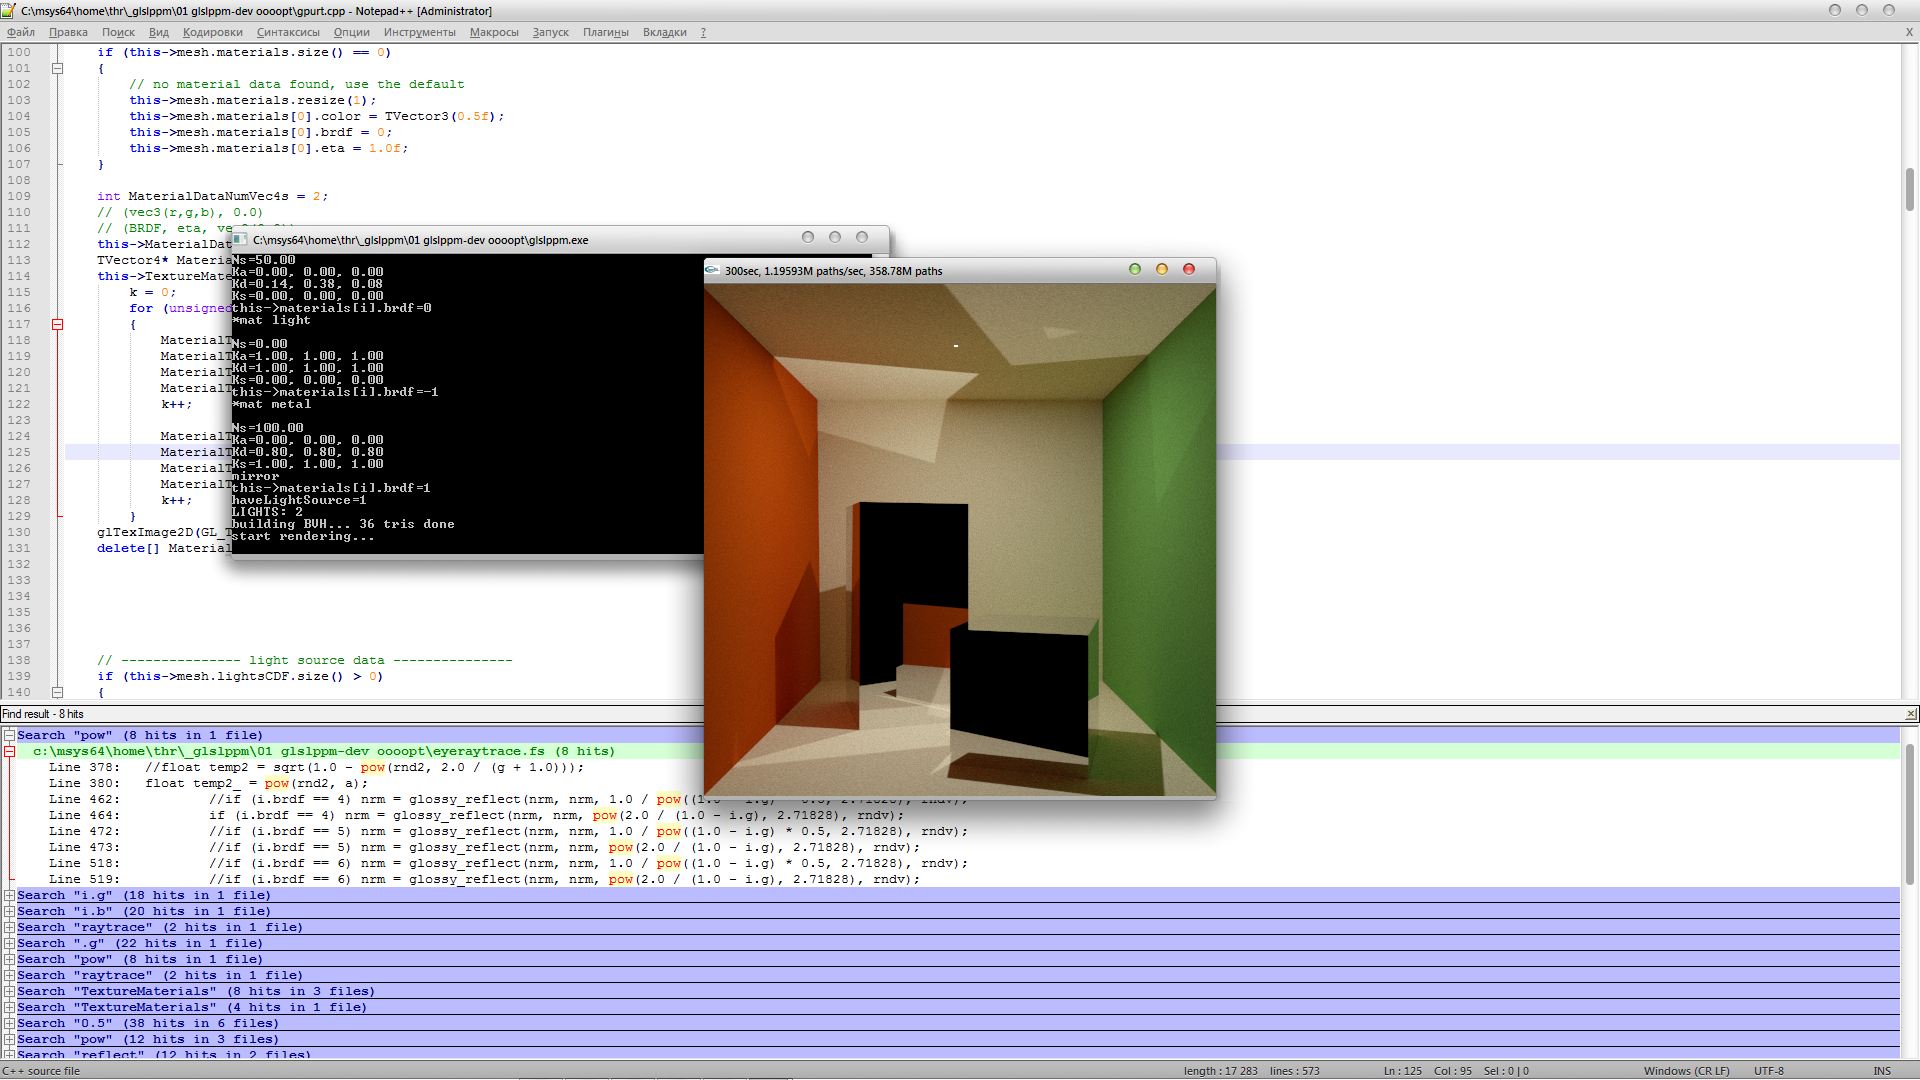 C:\msys64\home\thr\_glslppm\01 glslppm-dev oooopt\gpurt.cpp - Notepad++ [Administrator]
Файл Правка Поиск Вид Кодировки Синтаксисы Опции Инструменты Макросы Запуск Плагины Вкладки ? X
100 if (this->mesh.materials.size() == 0)
101 {
102 // no material data found, use the default
103 this->mesh.materials.resize(1);
104 this->mesh.materials[0].color = TVector3(0.5f);
105 this->mesh.materials[0].brdf = 0;
106 this->mesh.materials[0].eta = 1.0f;
107 }
108
109 int MaterialDataNumVec4s = 2;
110 // (vec3(r,g,b), 0.0)
111 // (BRDF, eta, ve
112 this->MaterialDat
113 TVector4* Materia
114 this->TextureMate
115 k = 0;
116 for (unsigned
117 {
118 MaterialT
119 MaterialT
120 MaterialT
121 MaterialT
122 k++;
123
124 MaterialT
125 MaterialT
126 MaterialT
127 MaterialT
128 k++;
129 }
130 glTexImage2D(GL_T
131 delete[] Material
132
133
134
135
136
137
138 // --------------- light source data ---------------
139 if (this->mesh.lightsCDF.size() > 0)
140 {
C:\msys64\home\thr\_glslppm\01 glslppm-dev oooopt\glslppm.exe
Ns=50.00
Ka=0.00, 0.00, 0.00
Kd=0.14, 0.38, 0.08
Ks=0.00, 0.00, 0.00
this->materials[i].brdf=0
*mat light
Ns=0.00
Ka=1.00, 1.00, 1.00
Kd=1.00, 1.00, 1.00
Ks=0.00, 0.00, 0.00
this->materials[i].brdf=-1
*mat metal
Ns=100.00
Ka=0.00, 0.00, 0.00
Kd=0.80, 0.80, 0.80
Ks=1.00, 1.00, 1.00
mirror
this->materials[i].brdf=1
haveLightSource=1
LIGHTS: 2
building BVH... 36 tris done
start rendering...
300sec, 1.19593M paths/sec, 358.78M paths
Find result - 8 hits
Search "pow" (8 hits in 1 file)
c:\msys64\home\thr\_glslppm\01 glslppm-dev oooopt\eyeraytrace.fs (8 hits)
Line 378: //float temp2 = sqrt(1.0 - pow(rnd2, 2.0 / (g + 1.0)));
Line 380: float temp2_ = pow(rnd2, a);
Line 462: //if (i.brdf == 4) nrm = glossy_reflect(nrm, nrm, 1.0 / pow((1.0 - i.g) * 0.5, 2.71828), rndv);
Line 464: if (i.brdf == 4) nrm = glossy_reflect(nrm, nrm, pow(2.0 / (1.0 - i.g), 2.71828), rndv);
Line 472: //if (i.brdf == 5) nrm = glossy_reflect(nrm, nrm, 1.0 / pow((1.0 - i.g) * 0.5, 2.71828), rndv);
Line 473: //if (i.brdf == 5) nrm = glossy_reflect(nrm, nrm, pow(2.0 / (1.0 - i.g), 2.71828), rndv);
Line 518: //if (i.brdf == 6) nrm = glossy_reflect(nrm, nrm, 1.0 / pow((1.0 - i.g) * 0.5, 2.71828), rndv);
Line 519: //if (i.brdf == 6) nrm = glossy_reflect(nrm, nrm, pow(2.0 / (1.0 - i.g), 2.71828), rndv);
Search "i.g" (18 hits in 1 file)
Search "i.b" (20 hits in 1 file)
Search "raytrace" (2 hits in 1 file)
Search ".g" (22 hits in 1 file)
Search "pow" (8 hits in 1 file)
Search "raytrace" (2 hits in 1 file)
Search "TextureMaterials" (8 hits in 3 files)
Search "TextureMaterials" (4 hits in 1 file)
Search "0.5" (38 hits in 6 files)
Search "pow" (12 hits in 3 files)
Search "reflect" (12 hits in 2 files)
C++ source file length : 17 283 lines : 573 Ln : 125 Col : 95 Sel : 0 | 0 Windows (CR LF) UTF-8 INS